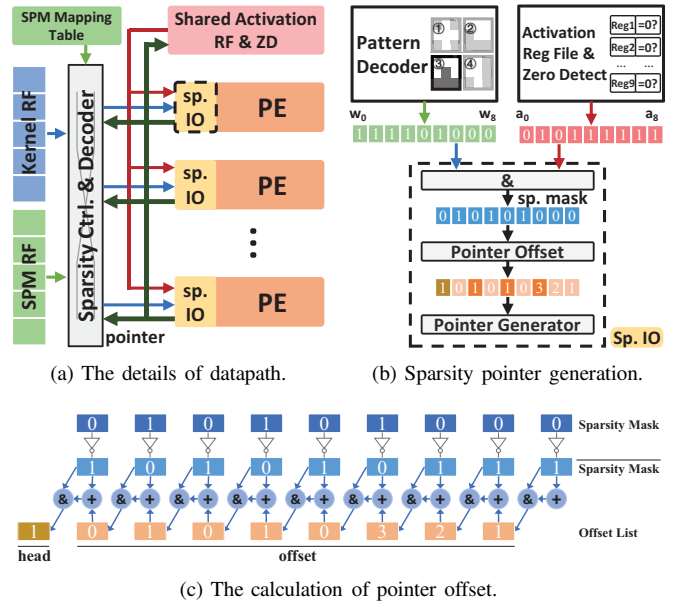 SPM Mapping
Table
Shared Activation
RF & ZD
Kernel RF
SPM RF
Sparsity Ctrl. & Decoder
sp.
IO
PE
sp.
IO
PE
sp.
IO
PE
pointer
(a) The details of datapath.
Pattern
Decoder
① ②
③ ④
Activation
Reg File &
Zero Detect
Reg1 =0?
Reg2 =0?
... ...
Reg9 =0?
w0 w8
1 1 1 1 0 1 0 0 0
a0 a8
0 1 0 1 1 1 1 1 1
&
sp. mask
0 1 0 1 0 1 0 0 0
Pointer Offset
1 0 1 0 1 0 3 2 1
Pointer Generator
Sp. IO
(b) Sparsity pointer generation.
0 1 0 1 0 1 0 0 0 Sparsity Mask
1 0 1 0 1 0 1 1 1 Sparsity Mask
& + & + & + & + & + & + & + & + & +
1 0 1 0 1 0 3 2 1 Offset List
head offset
(c) The calculation of pointer offset.